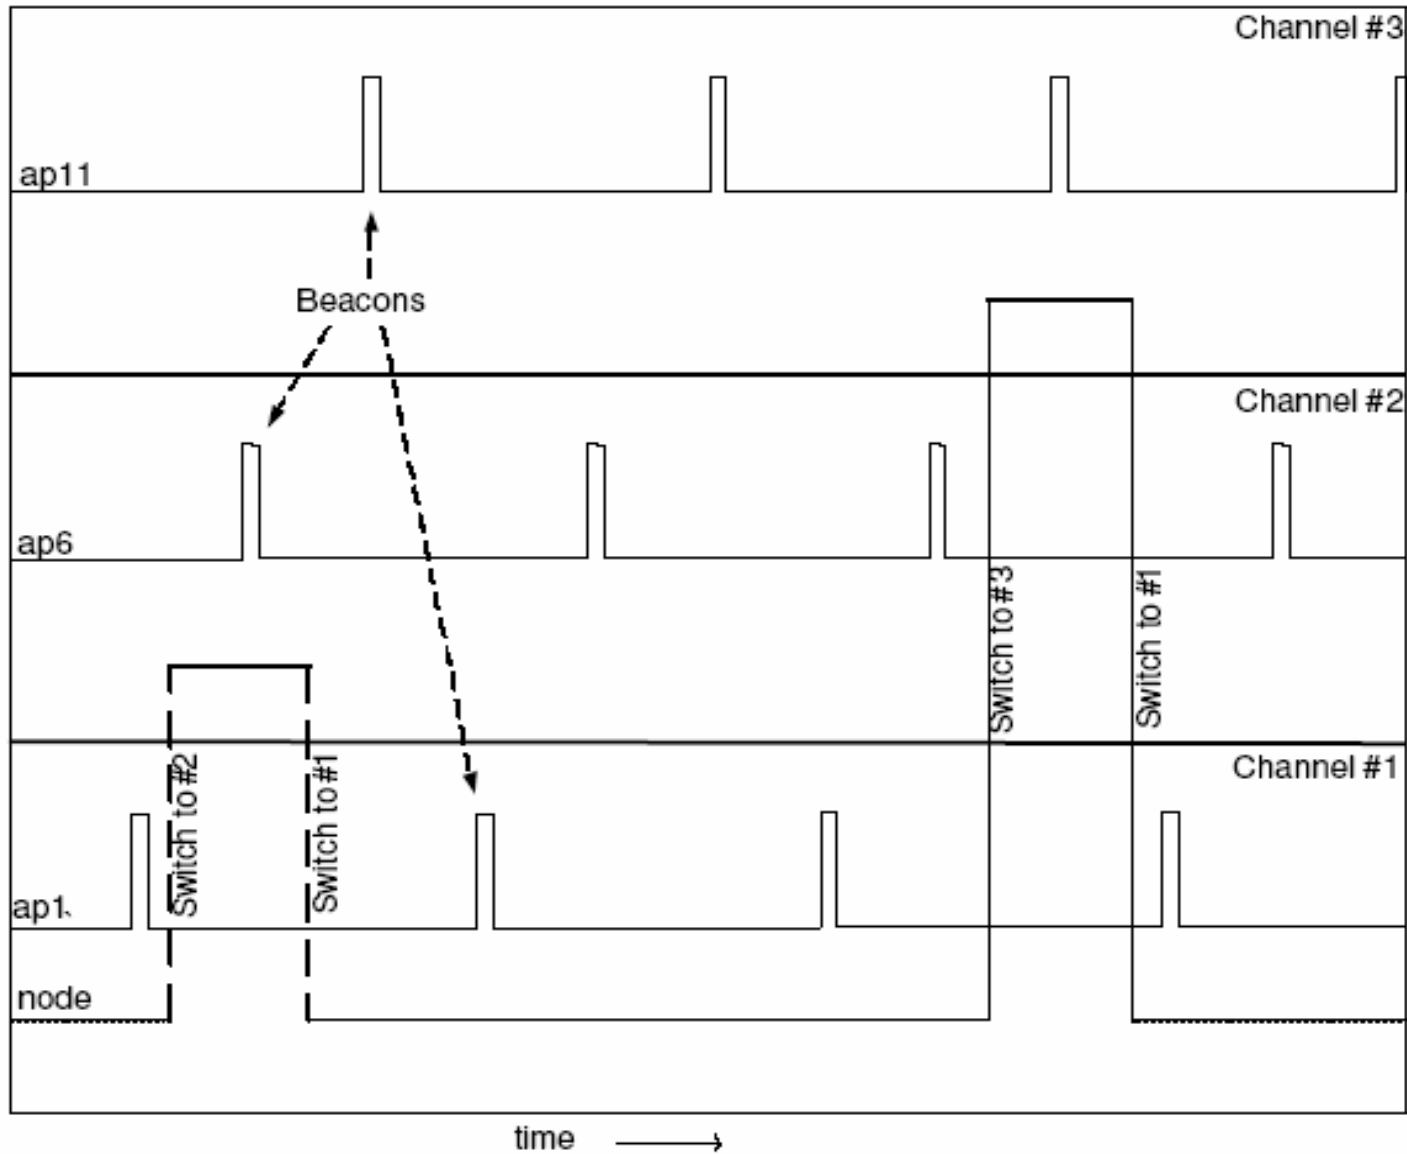 Channel #3
ap11
Beacons
Channel #2
ap6
Switch to #3
Switch to #1
Channel #1
Switch to #2
Switch to #1
ap1
node
time